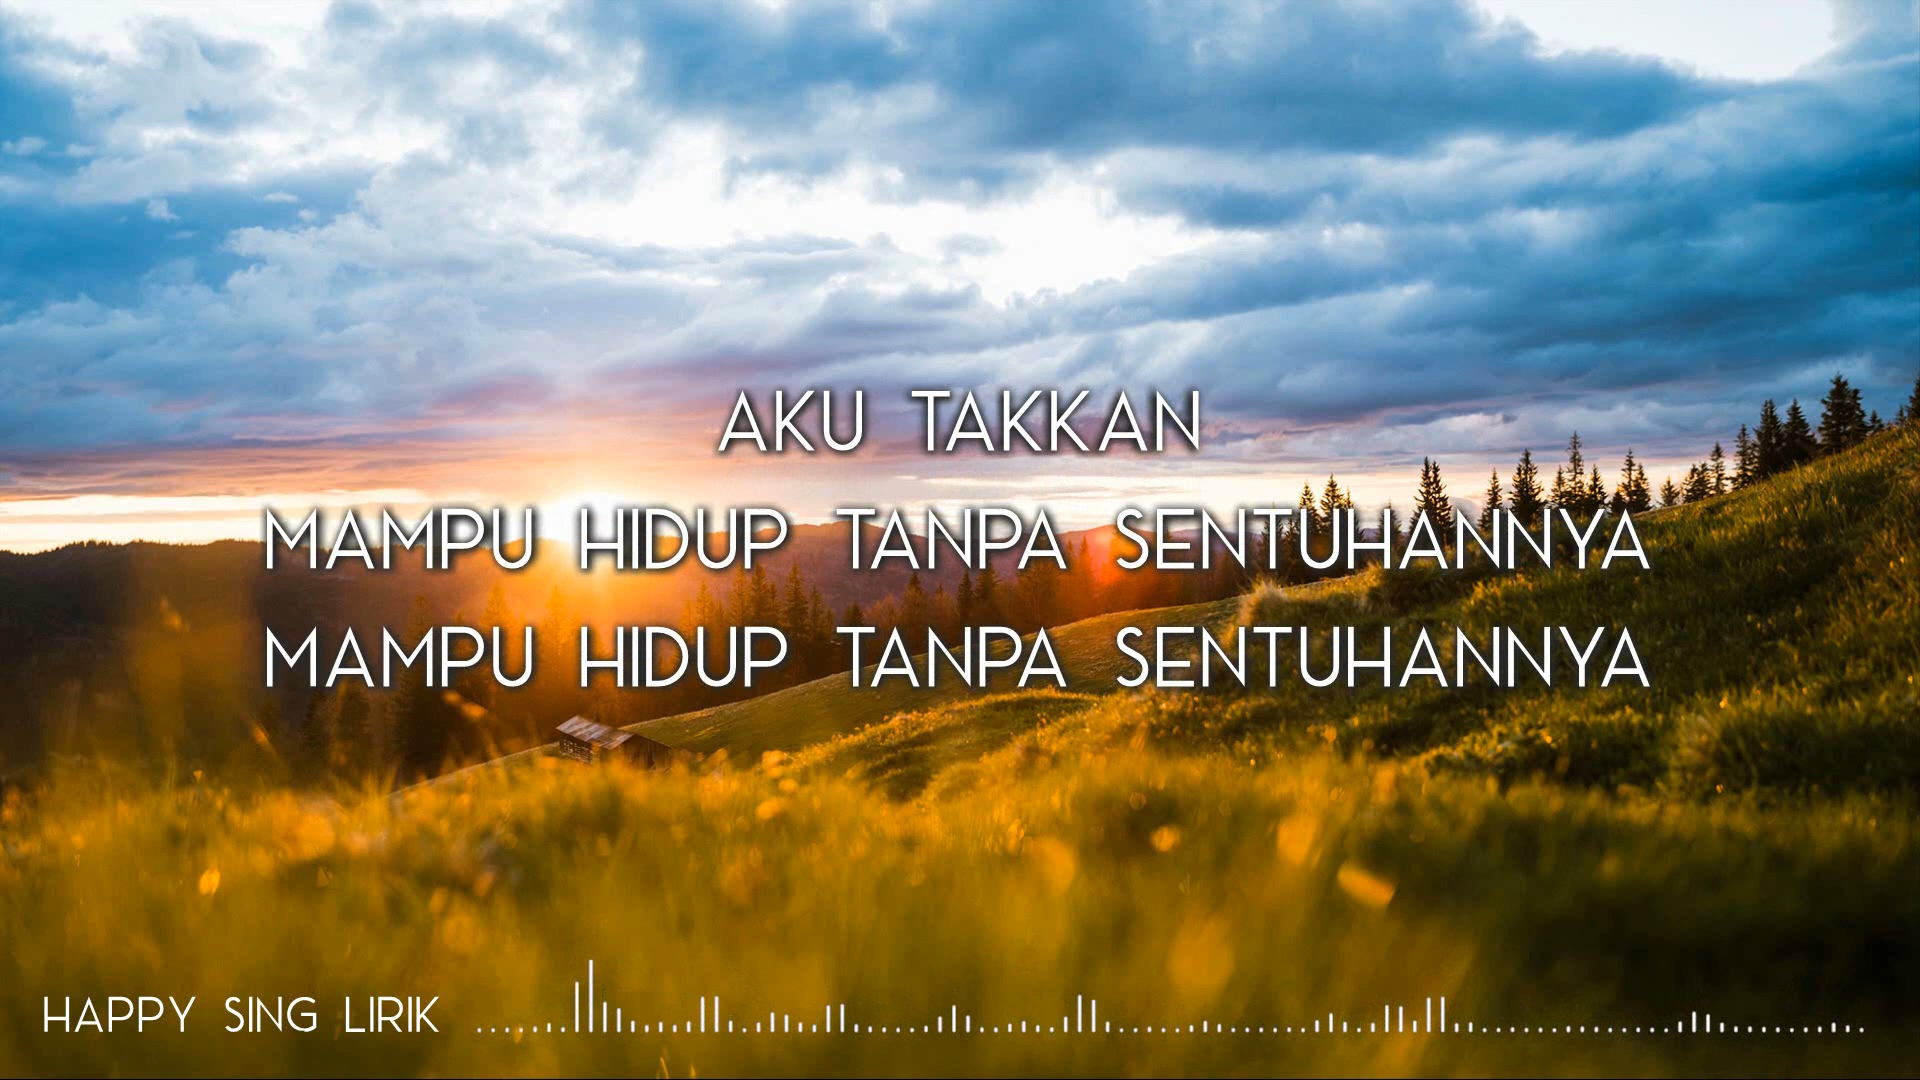 AKU TAKKAN
MAMPU HIDUP TANPA SENTUHANNYA
MAMPU HIDUP TANPA SENTUHANNYA
HAPPY SING LIRIK